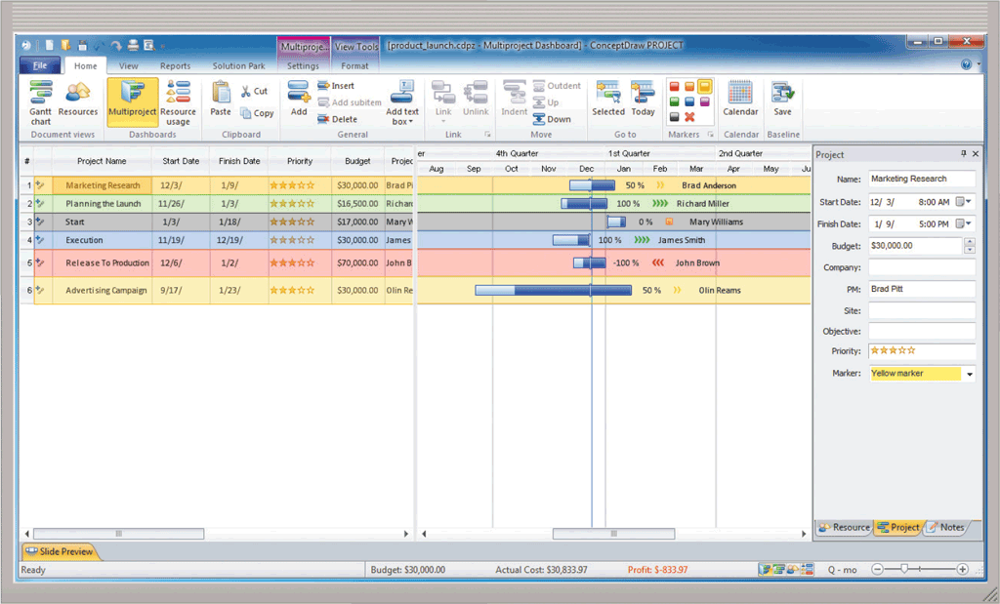 Multiproje... View Tools [product_launch.cdpz - Multiproject Dashboard] - ConceptDraw PROJECT
File Home View Reports Solution Park Settings Format
Gantt chart Resources Multiproject Resource usage Paste Cut Copy Add Insert Add subitem Delete Add text box Link Unlink Indent Outdent Up Down Selected Today Calendar Save
Document views Dashboards Clipboard General Link Move Go to Markers Calendar Baseline
# Project Name Start Date Finish Date Priority Budget Projec
er 4th Quarter 1st Quarter 2nd Quarter
Aug Sep Oct Nov Dec Jan Feb Mar Apr May Ju
1 Marketing Research 12/3/ 1/9/ $30,000.00 Brad Pi 50 % Brad Anderson
2 Planning the Launch 11/26/ 1/3/ $16,500.00 Richan 100 % Richard Miller
3 Start 1/3/ 1/18/ $17,000.00 Mary W 0 % Mary Williams
4 Execution 11/19/ 12/19/ $30,000.00 James 100 % James Smith
5 Release To Production 12/6/ 1/2/ $70,000.00 John B -100 % John Brown
6 Advertising Campaign 9/17/ 1/23/ $30,000.00 Olin Re 50 % Olin Reams
Project
Name: Marketing Research
Start Date: 12/ 3/ 8:00 AM
Finish Date: 1/ 9/ 5:00 PM
Budget: $30,000.00
Company:
PM: Brad Pitt
Site:
Objective:
Priority:
Marker: Yellow marker
Resource Project Notes
Slide Preview
Ready Budget: $30,000.00 Actual Cost: $30,833.97 Profit: $-833.97 Q - mo